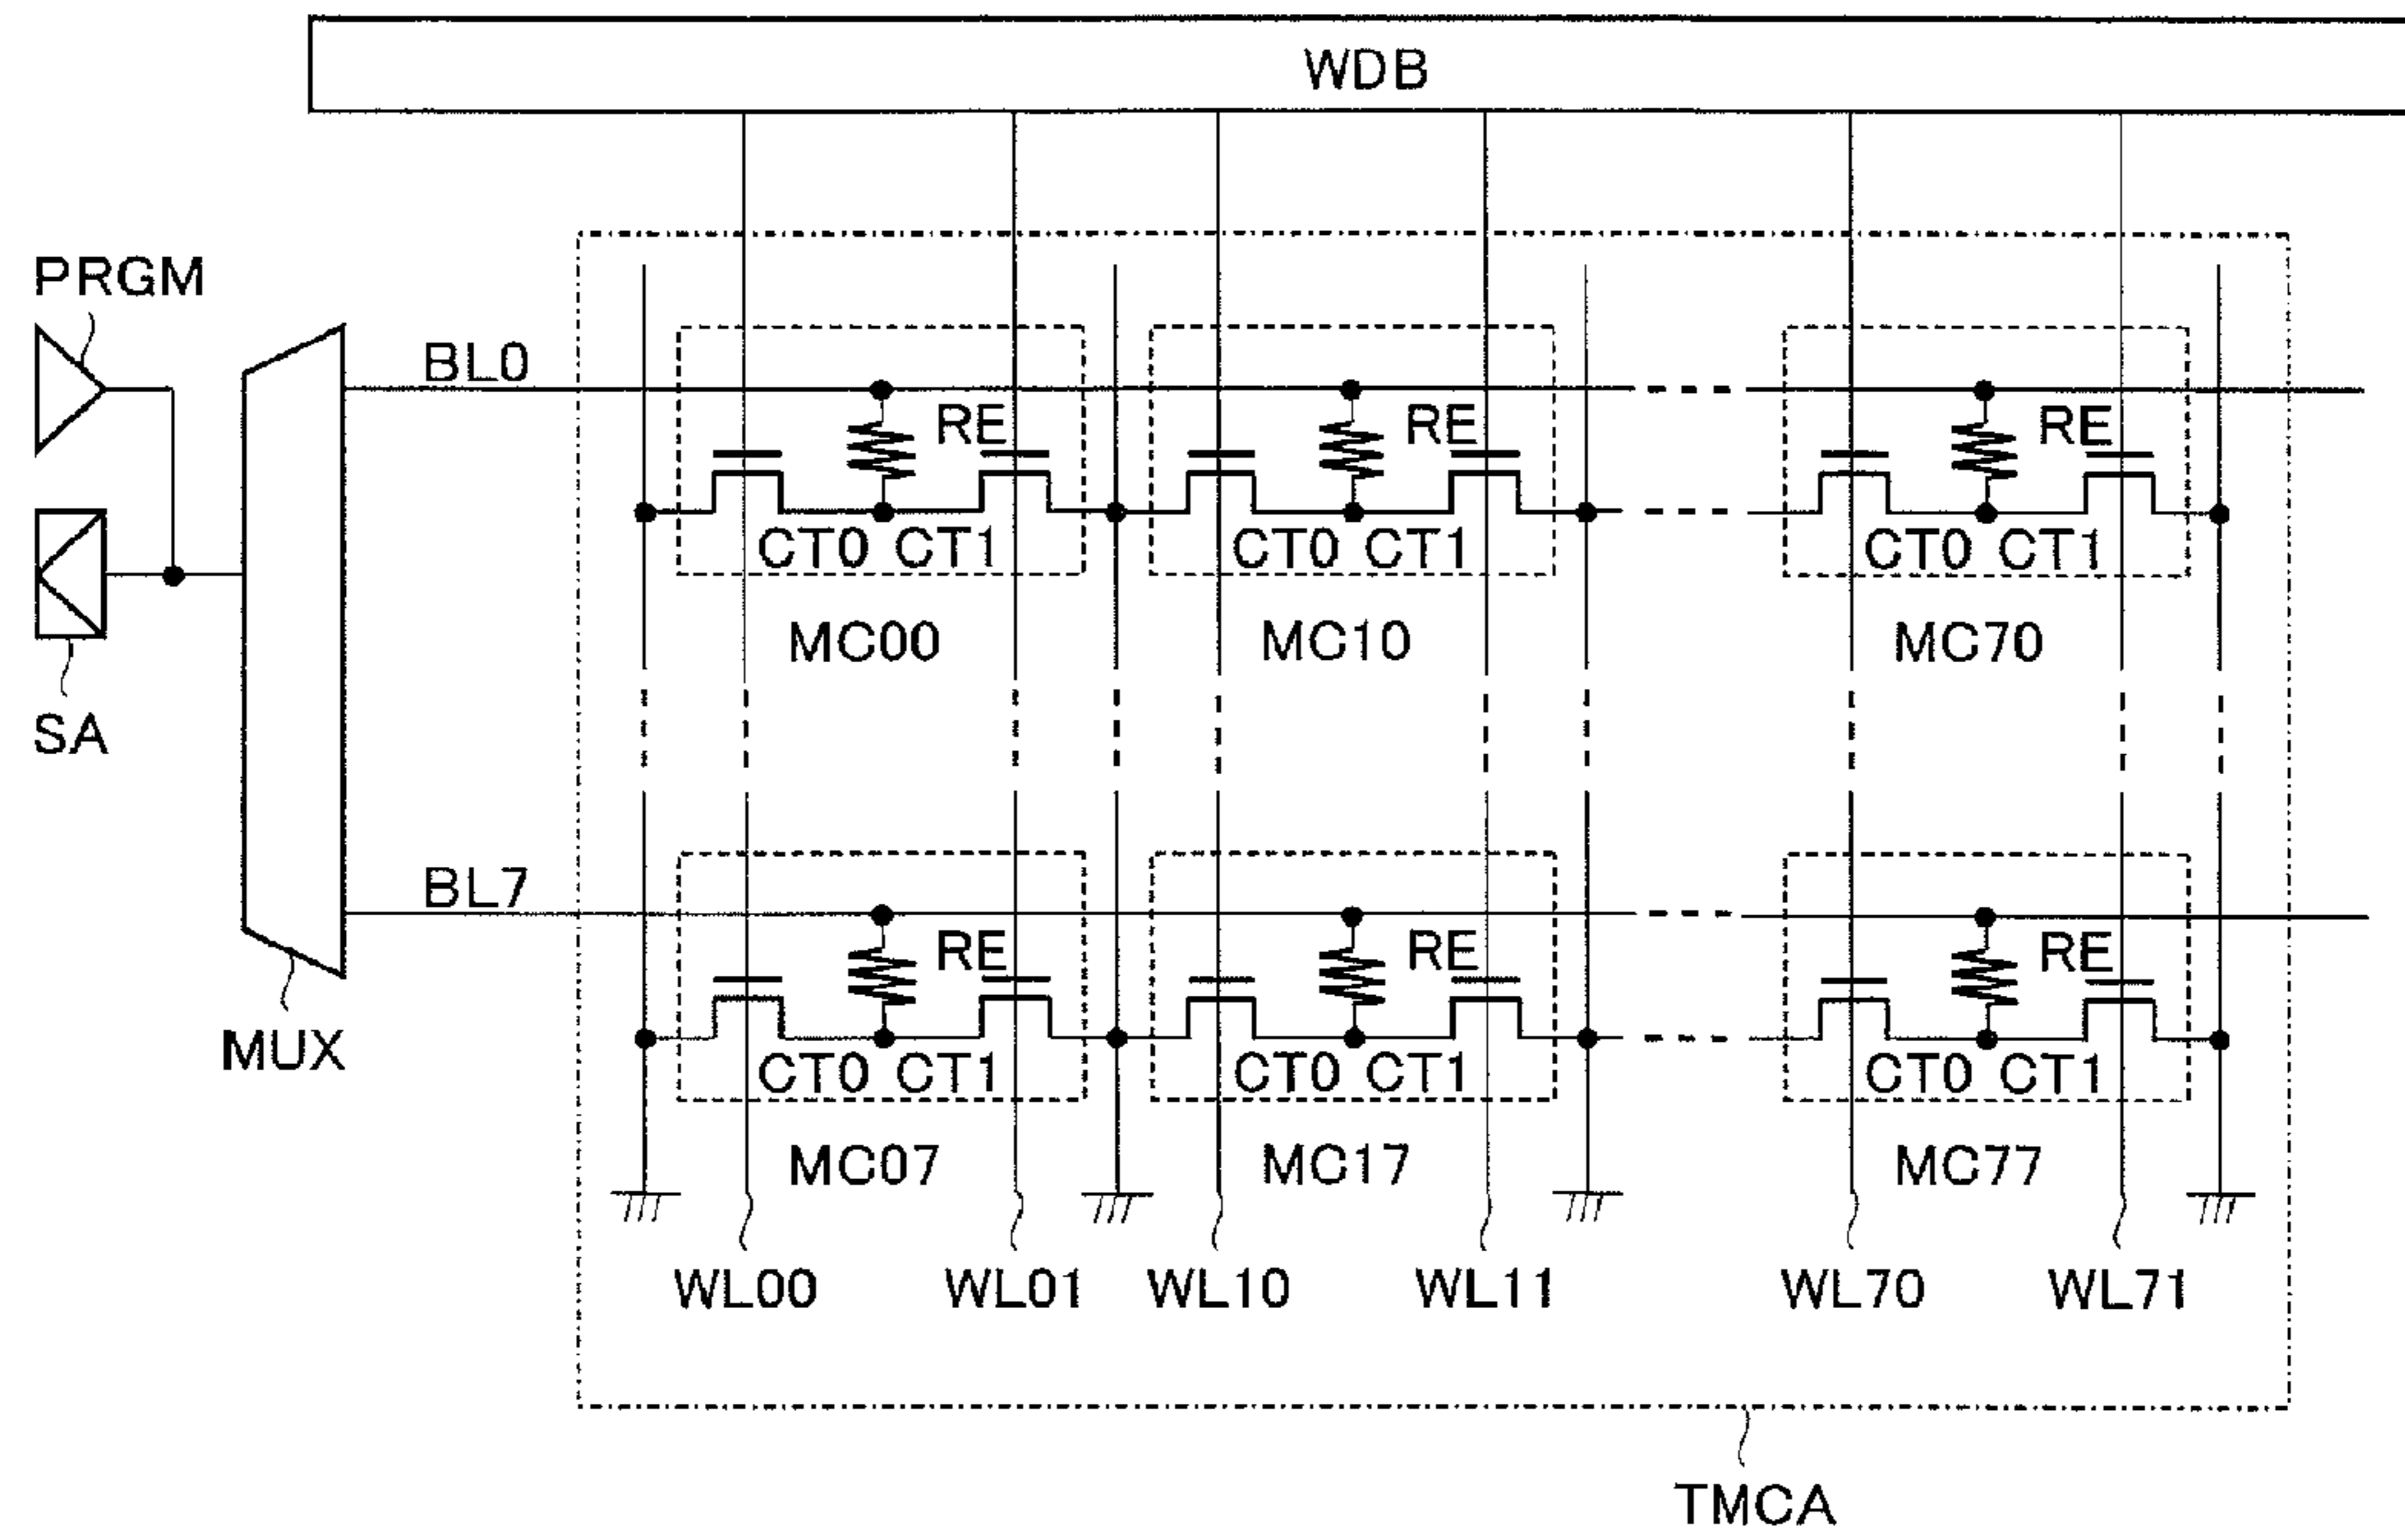 WDB
PRGM
BL0
RE RE RE
CT0 CT1 CT0 CT1 CT0 CT1
MC00 MC10 MC70
SA
BL7
RE RE RE
MUX
CT0 CT1 CT0 CT1 CT0 CT1
MC07 MC17 MC77
WL00 WL01 WL10 WL11 WL70 WL71
TMCA